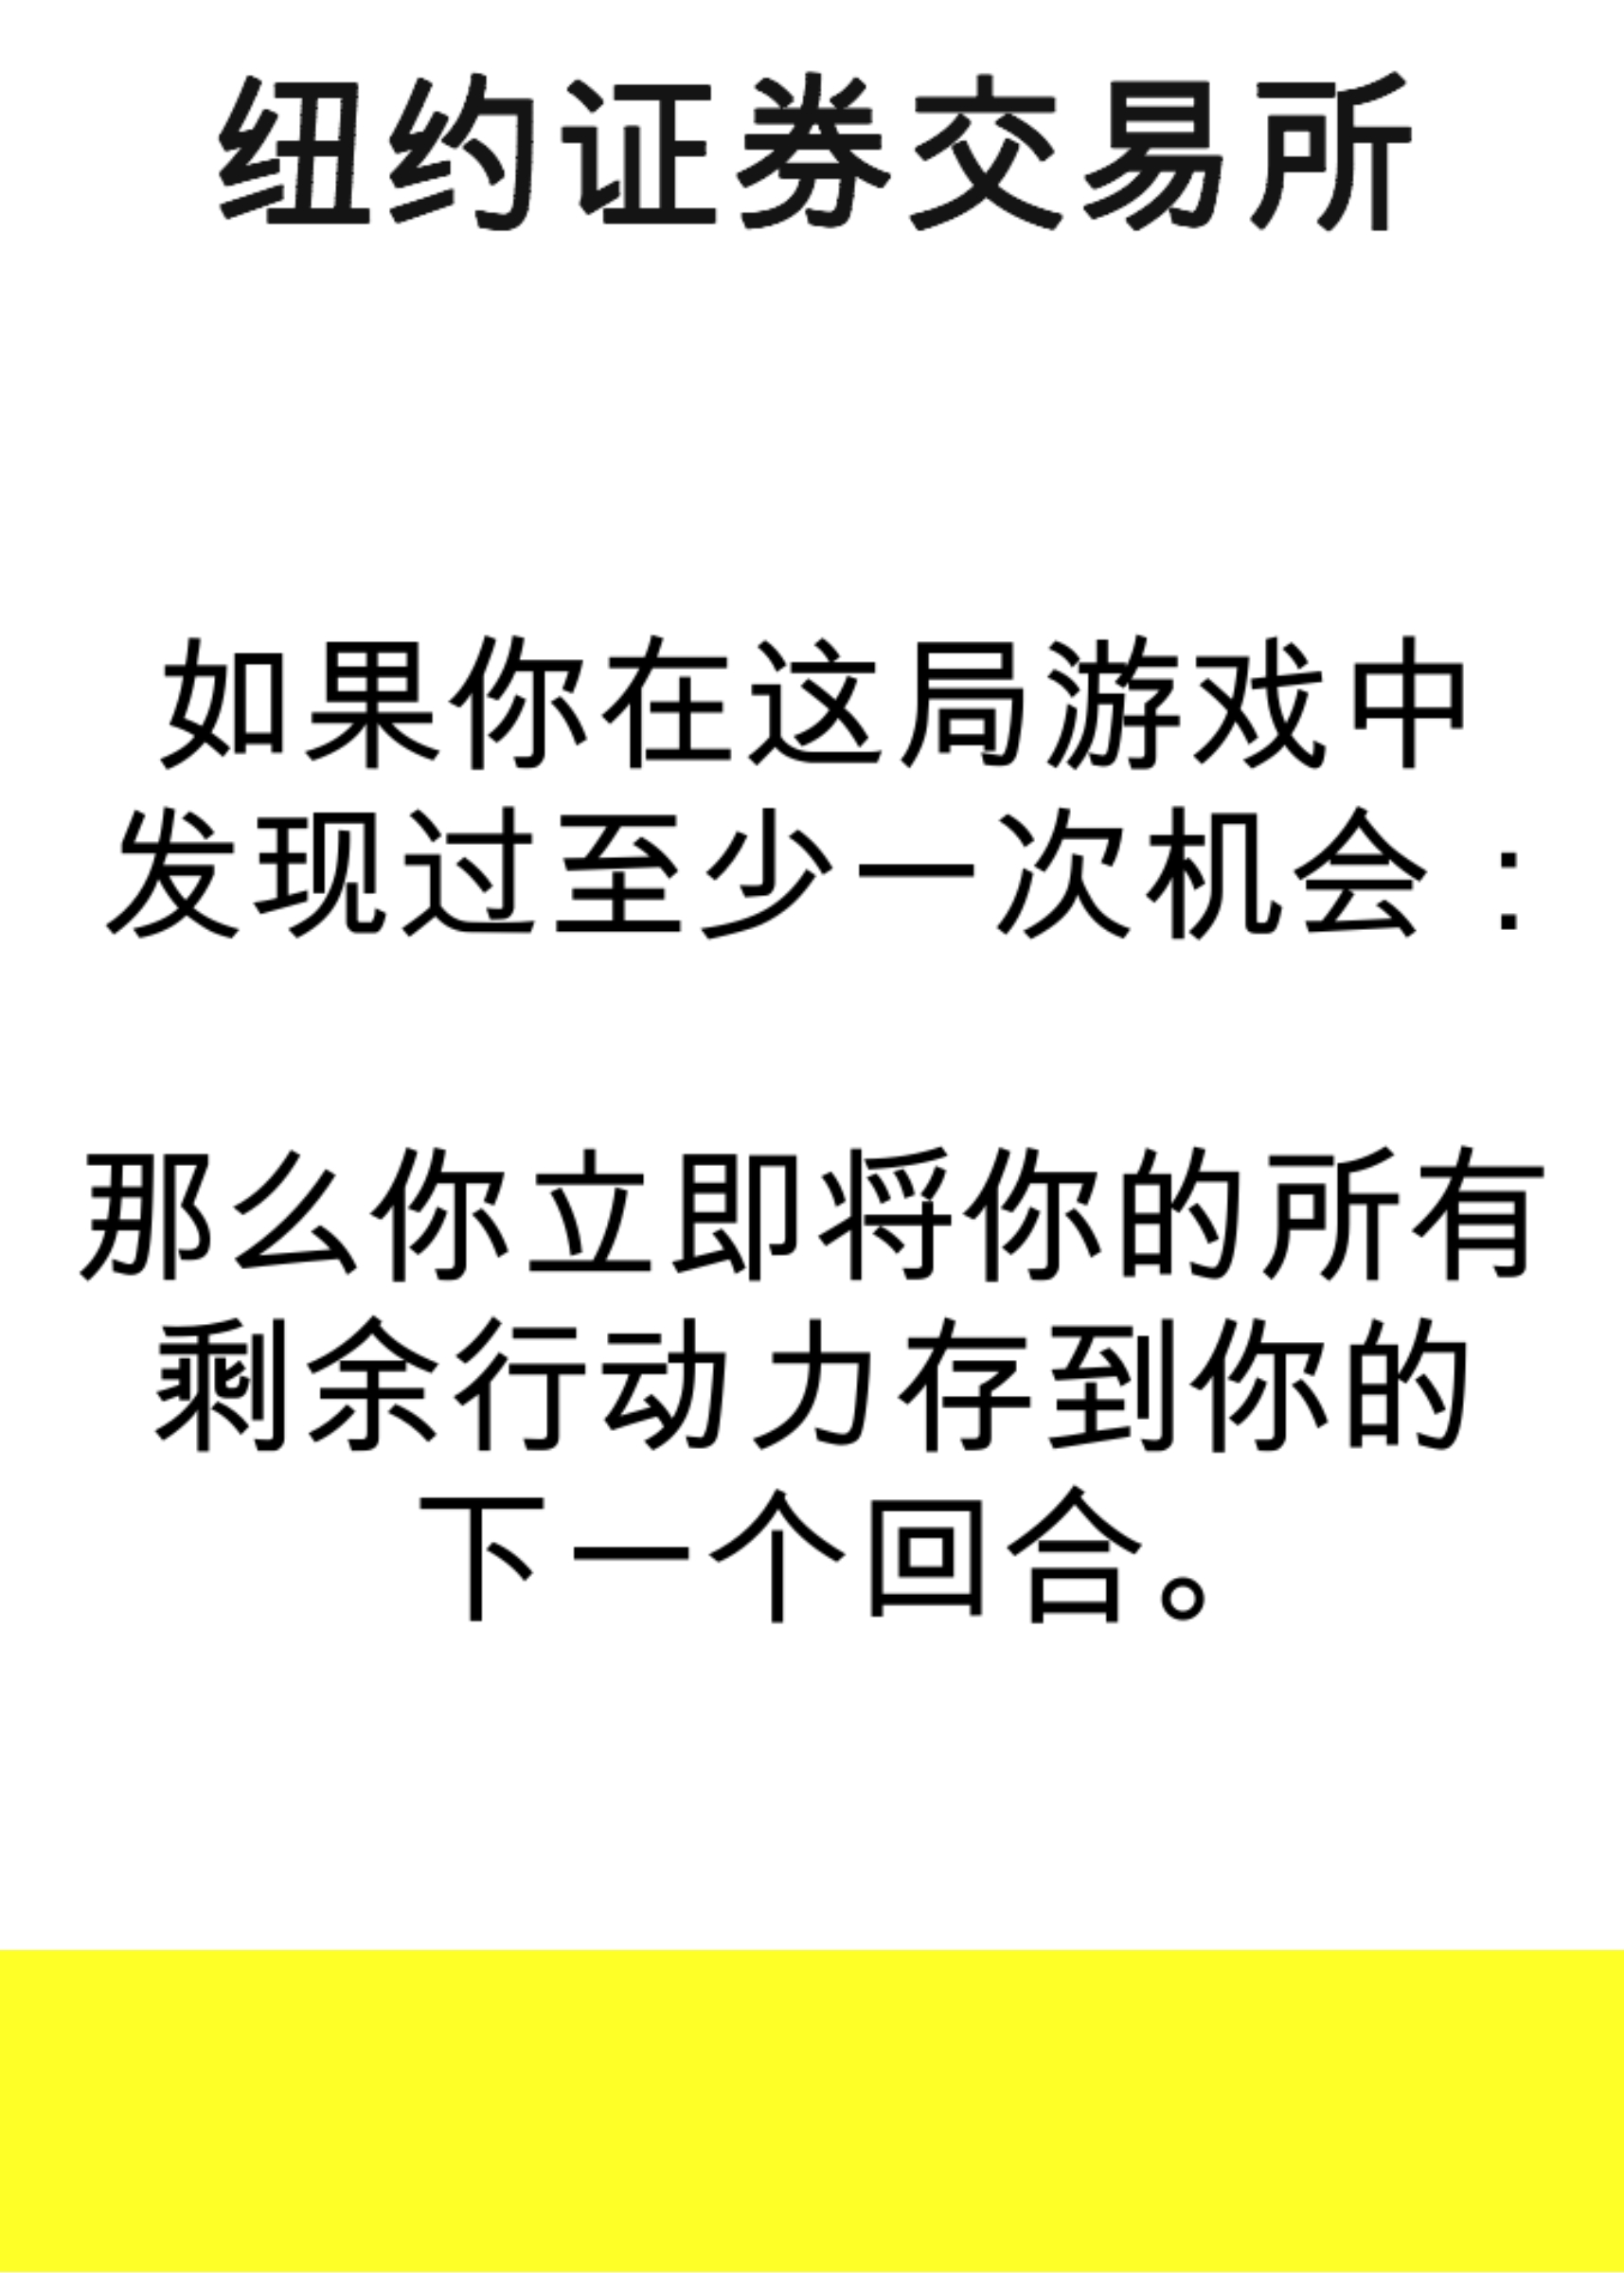 纽约证券交易所
如果你在这局游戏中
发现过至少一次机会：
那么你立即将你的所有
剩余行动力存到你的
下一个回合。